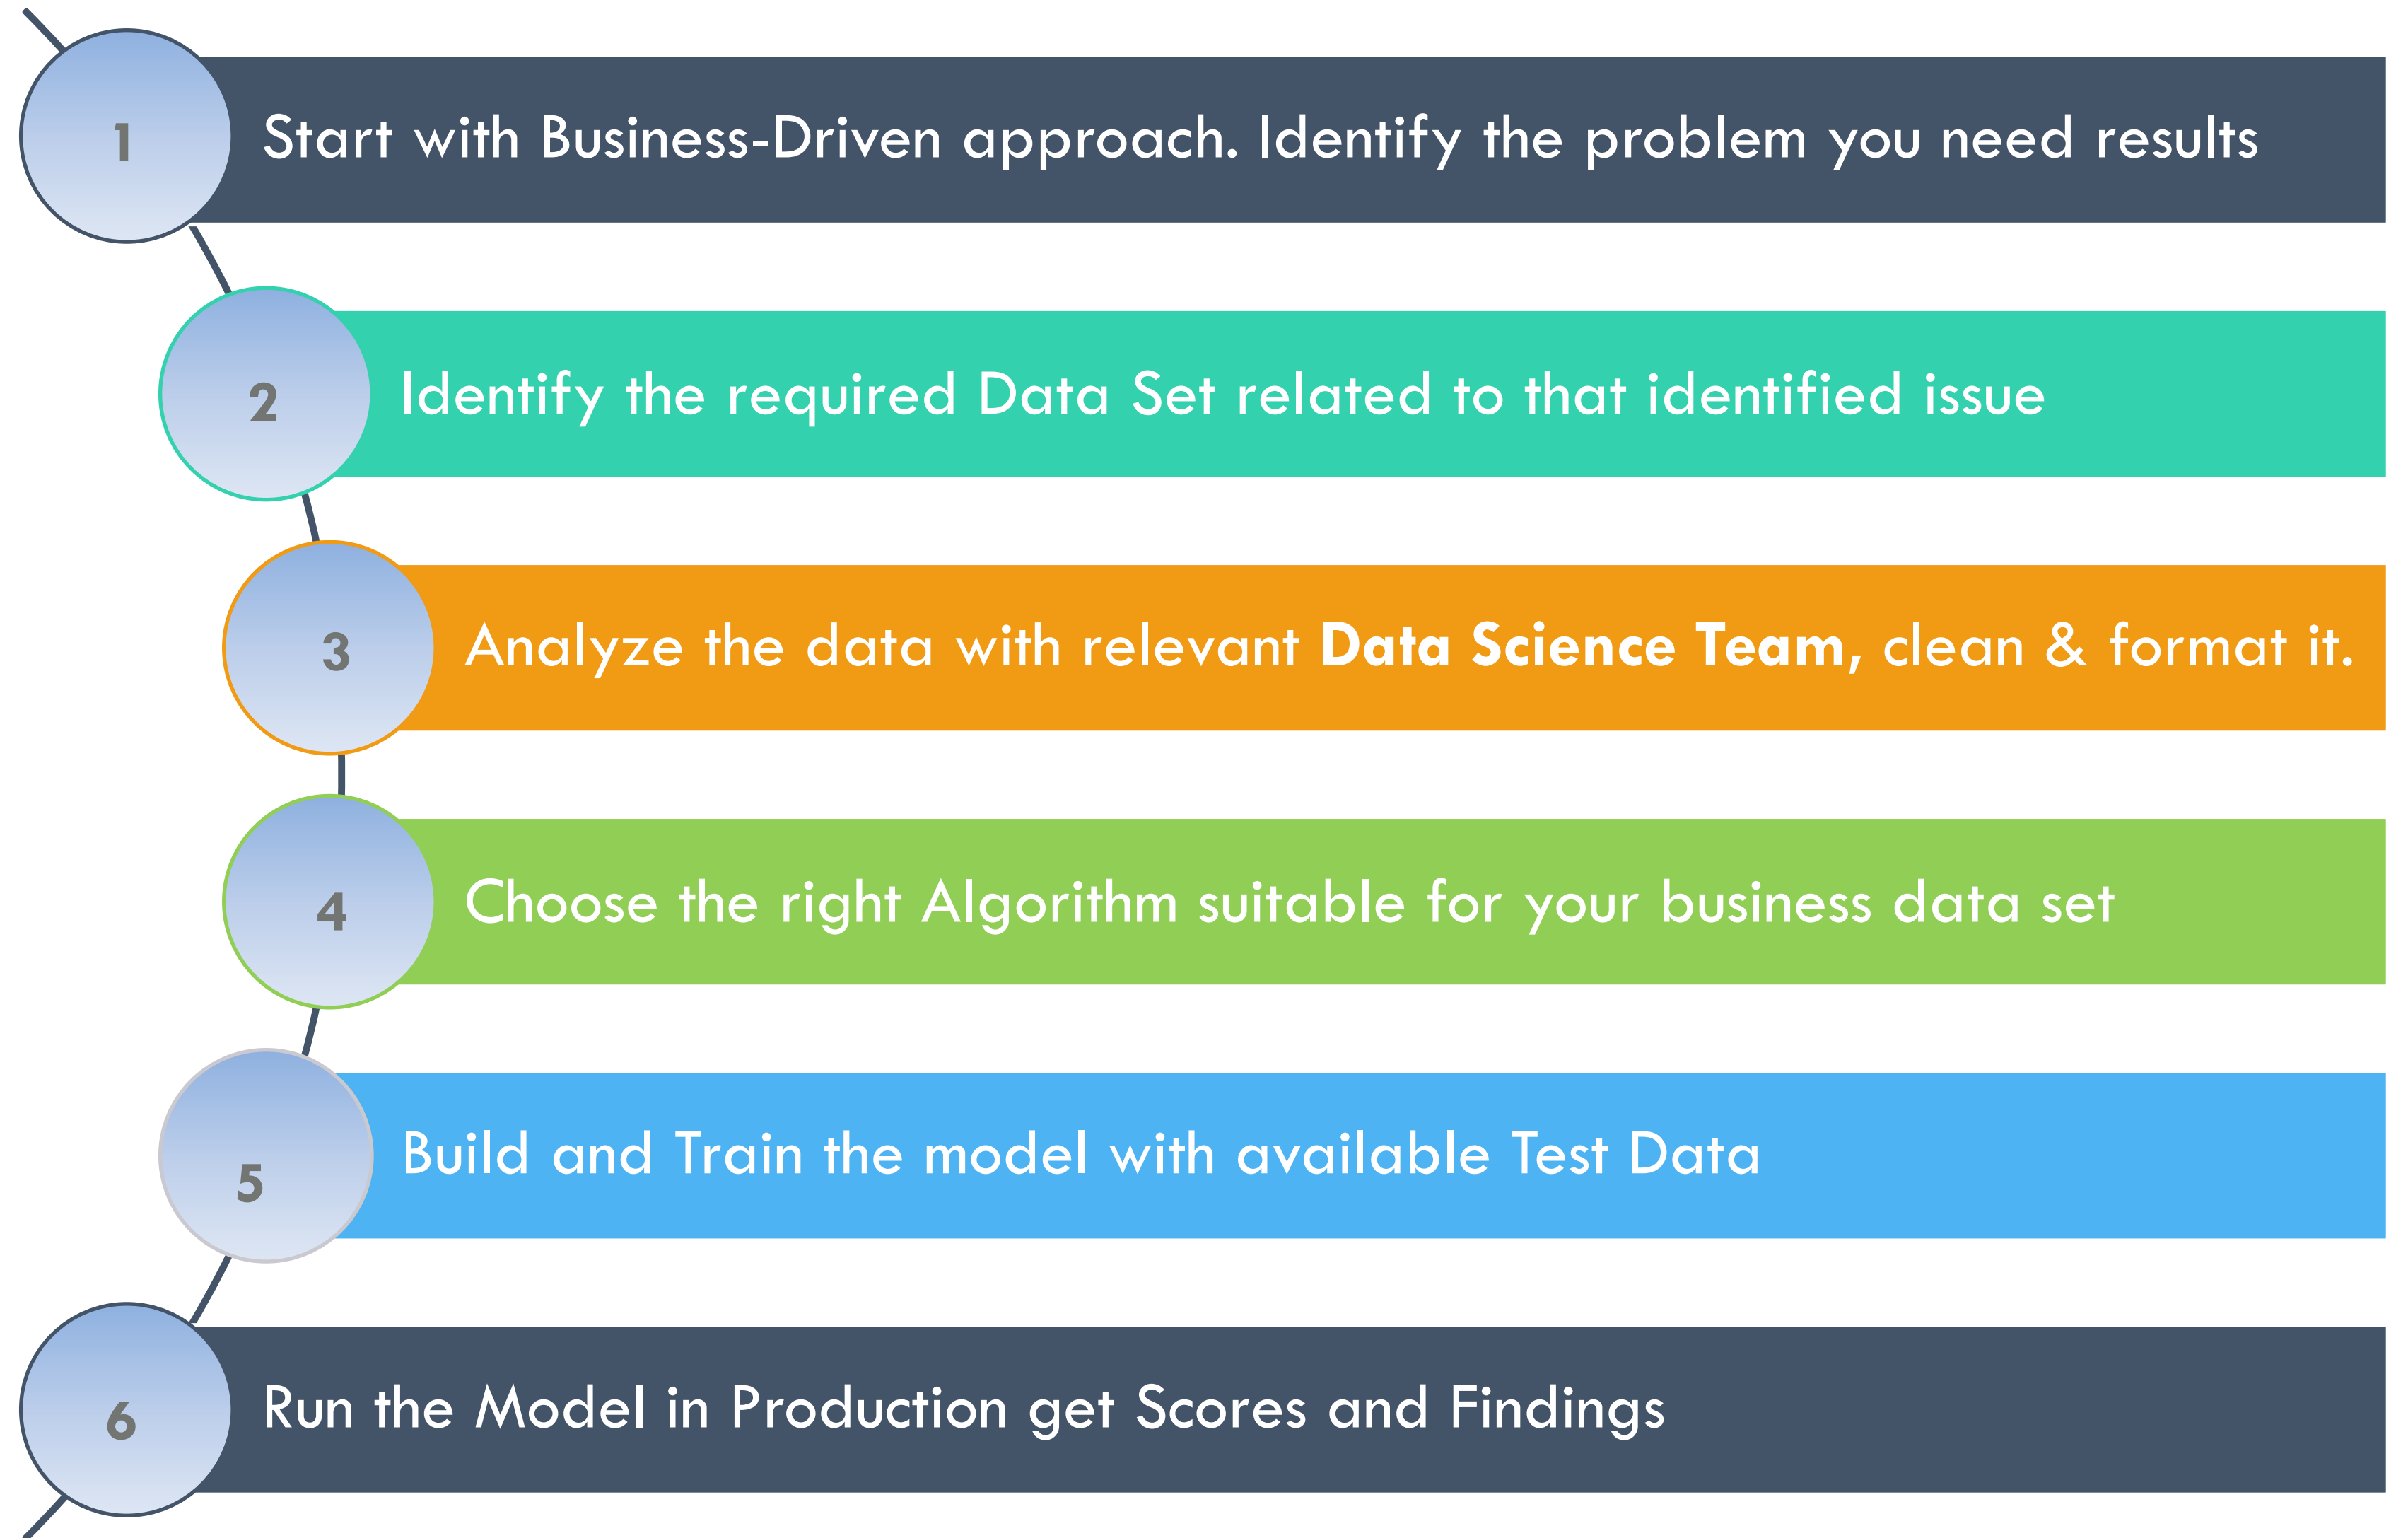 1
Start with Business-Driven approach. Identify the problem you need results
2
Identify the required Data Set related to that identified issue
3
Analyze the data with relevant Data Science Team, clean & format it.
4
Choose the right Algorithm suitable for your business data set
5
Build and Train the model with available Test Data
6
Run the Model in Production get Scores and Findings